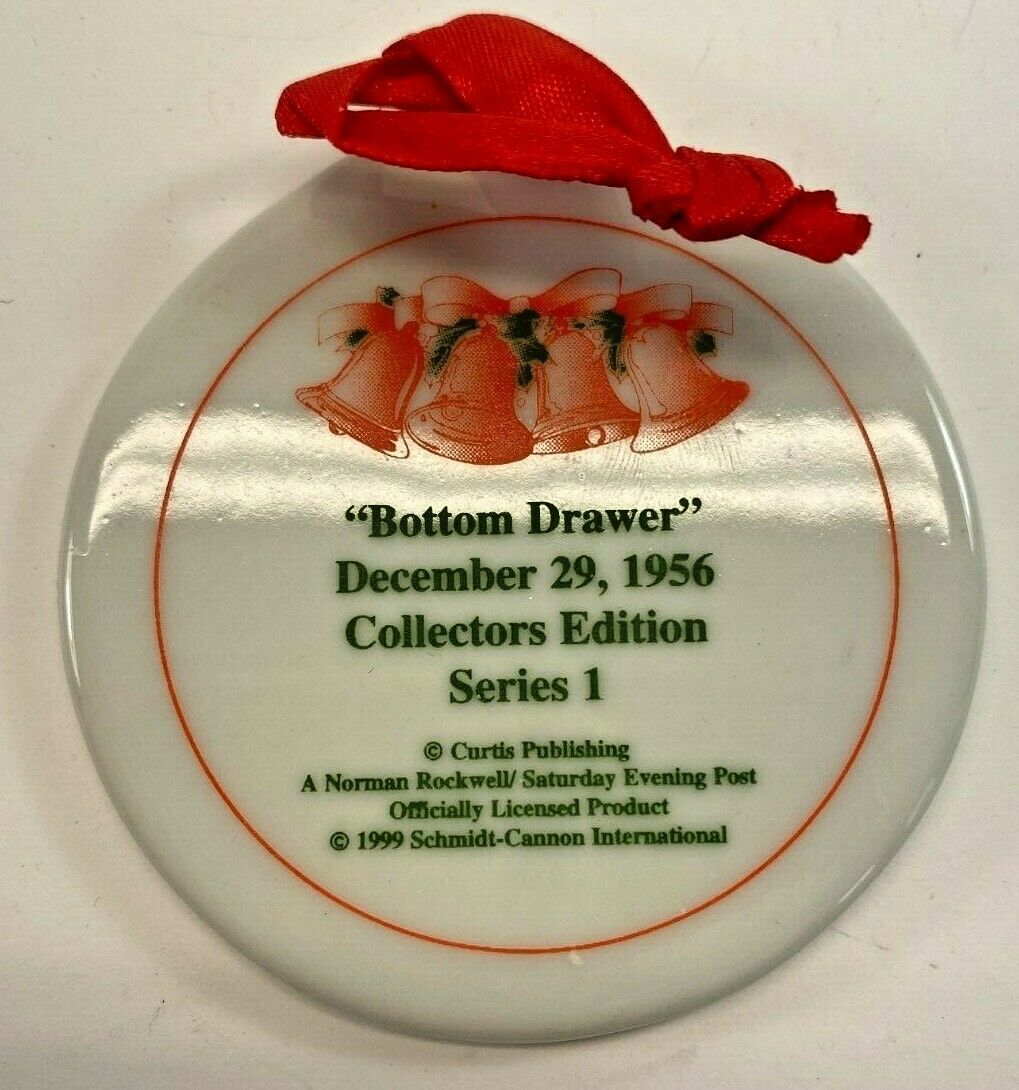 “Bottom Drawer”
December 29, 1956
Collectors Edition
Series 1
© Curtis Publishing
A Norman Rockwell/ Saturday Evening Post
Officially Licensed Product
© 1999 Schmidt-Cannon International